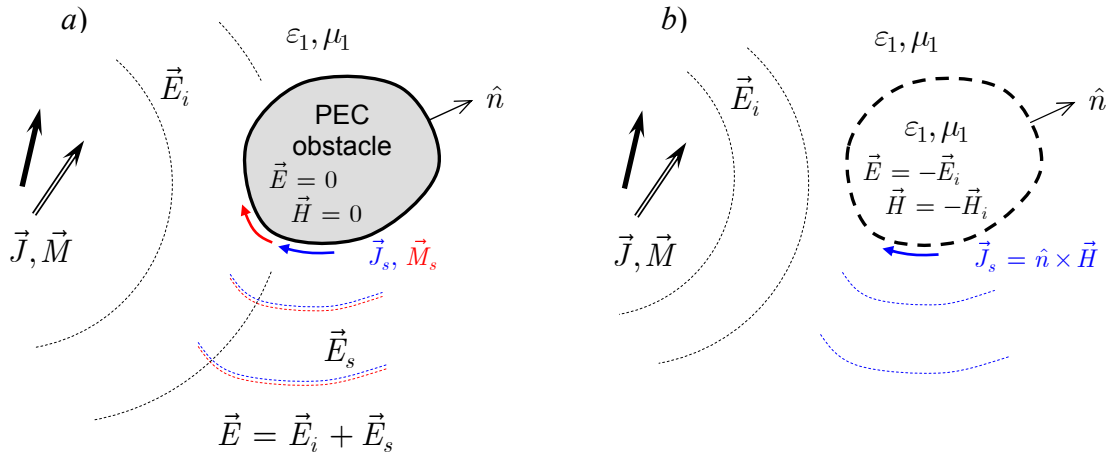 a)
ε₁, μ₁
E⃗ᵢ
PEC
obstacle
E⃗ = 0
H⃗ = 0
n̂
J⃗, M⃗
J⃗ₛ, M⃗ₛ
E⃗ₛ
E⃗ = E⃗ᵢ + E⃗ₛ
b)
ε₁, μ₁
E⃗ᵢ
n̂
ε₁, μ₁
E⃗ = −E⃗ᵢ
H⃗ = −H⃗ᵢ
J⃗, M⃗
J⃗ₛ = n̂ × H⃗